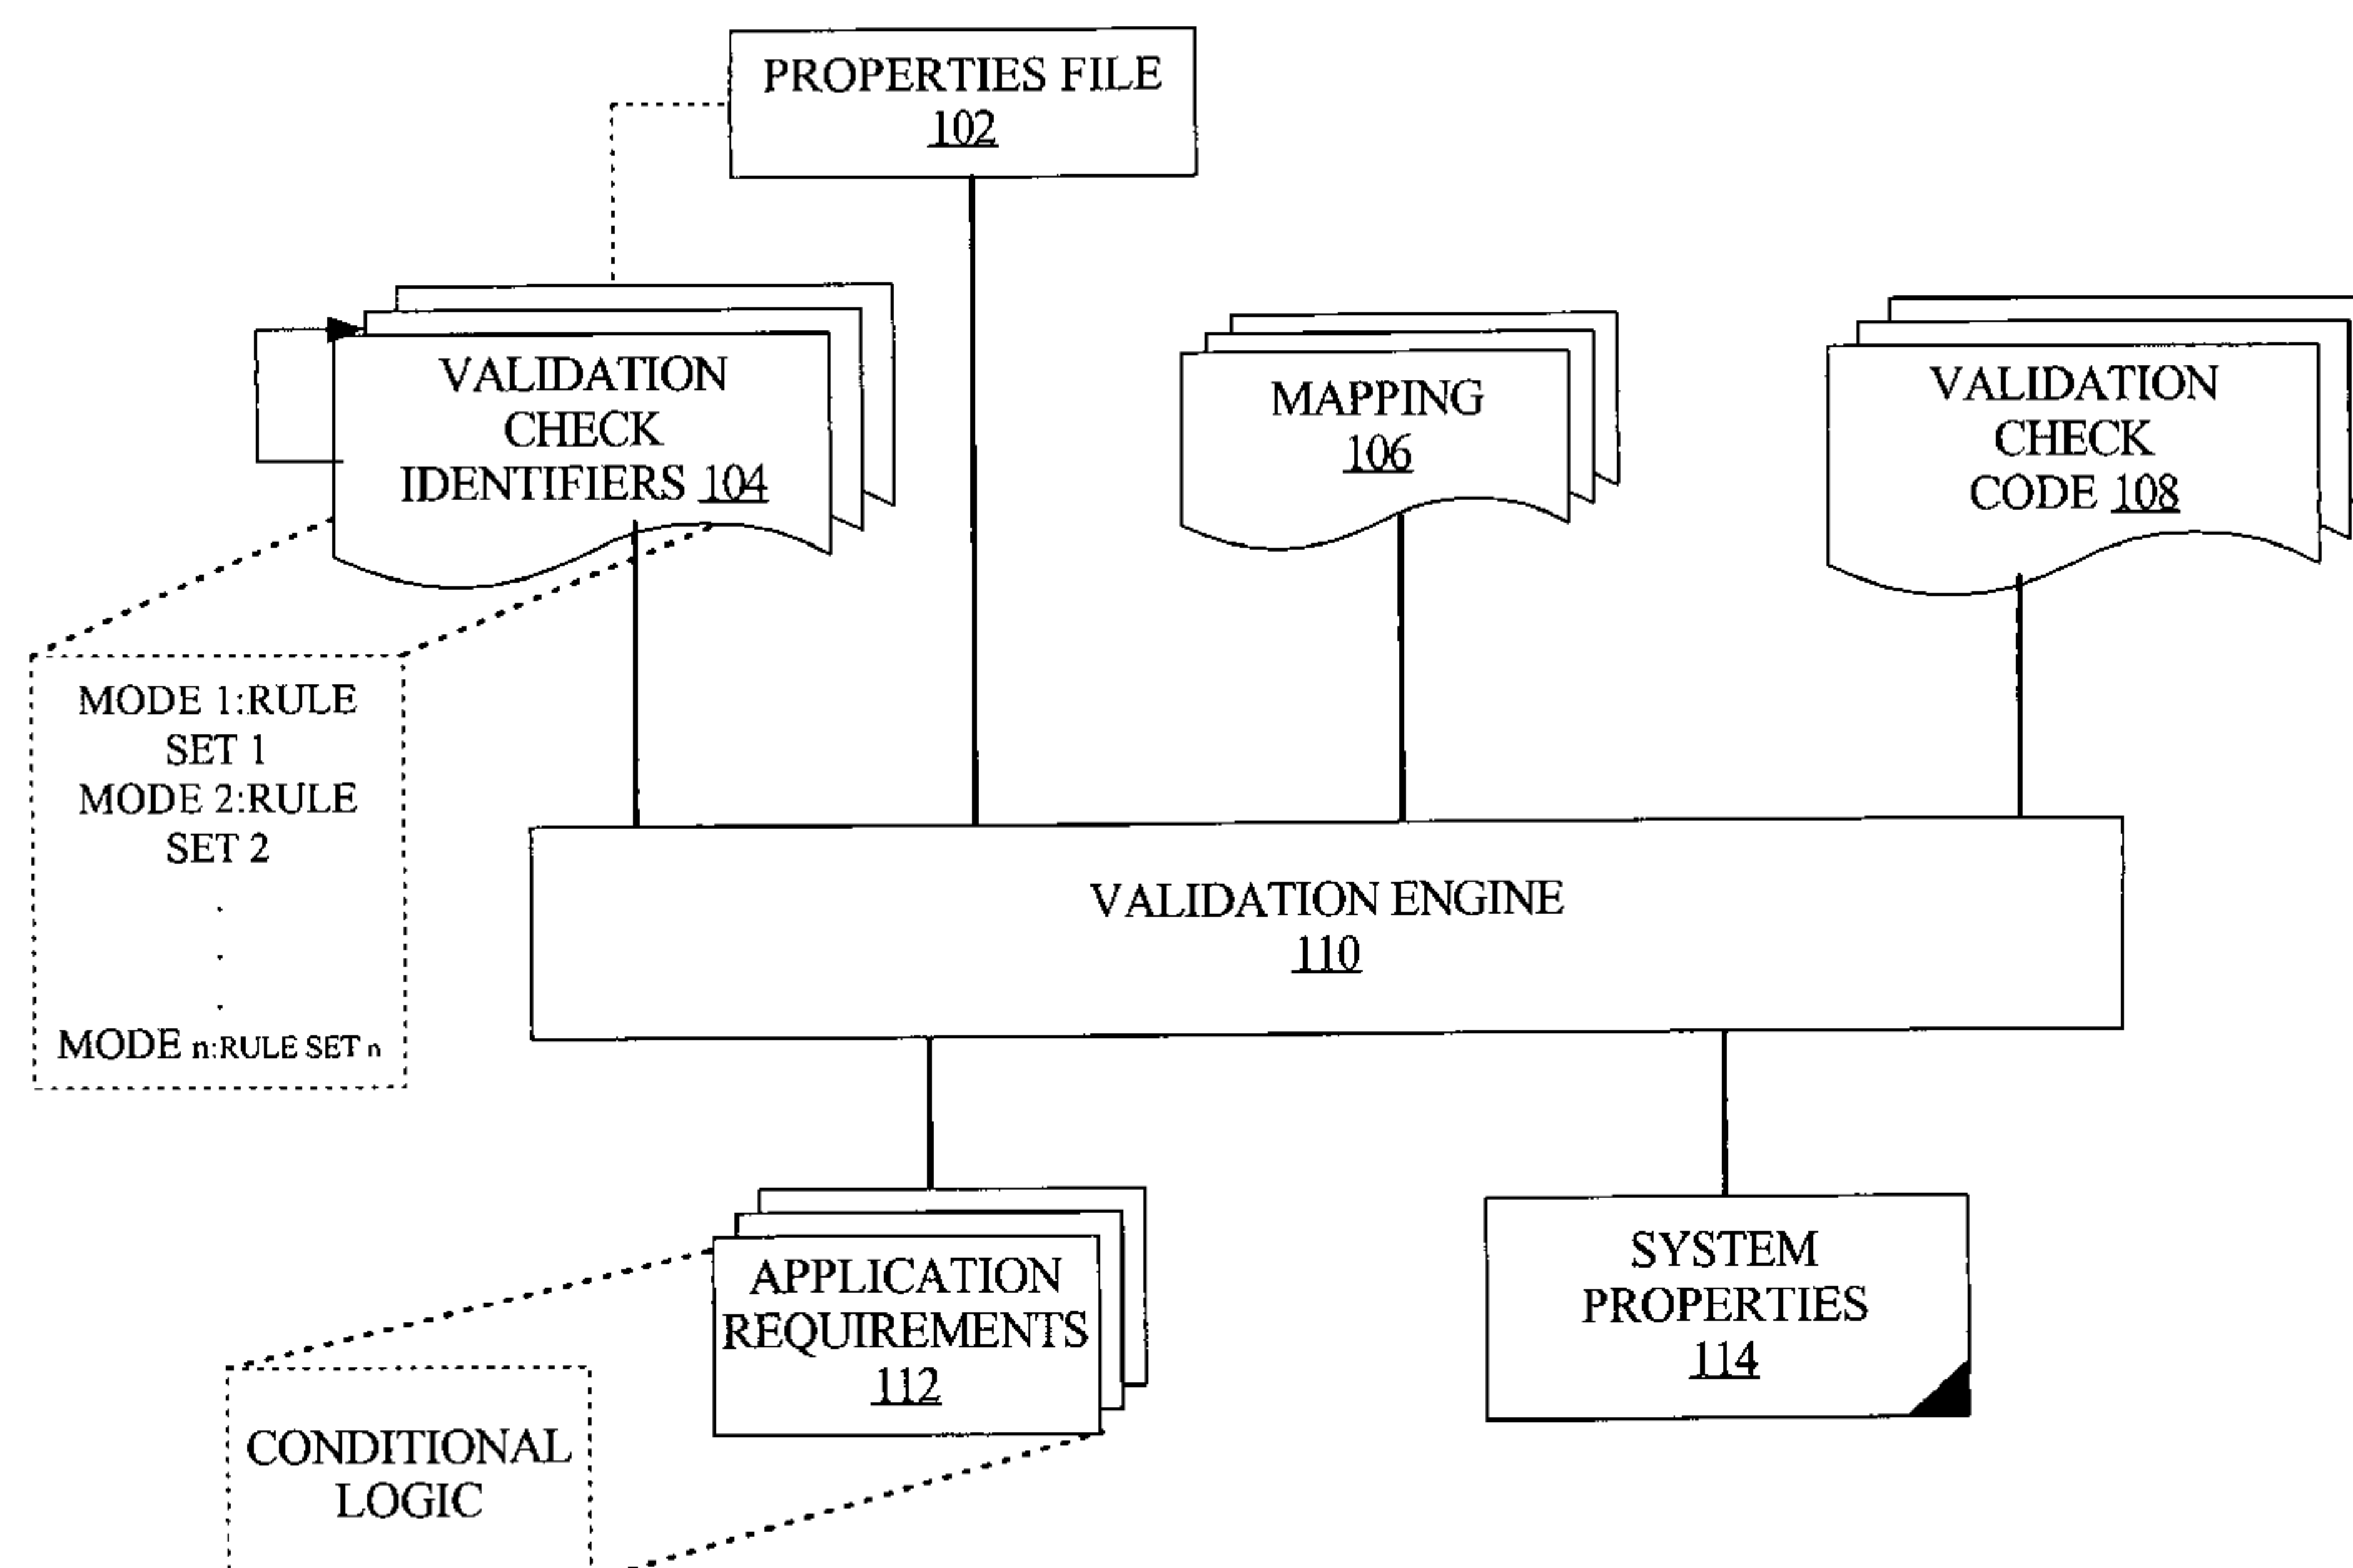 PROPERTIES FILE
102
VALIDATION
CHECK
IDENTIFIERS 104
MAPPING
106
VALIDATION
CHECK
CODE 108
MODE 1:RULE
SET 1
MODE 2:RULE
SET 2
.
.
.
MODE n:RULE SET n
VALIDATION ENGINE
110
APPLICATION
REQUIREMENTS
112
SYSTEM
PROPERTIES
114
CONDITIONAL
LOGIC